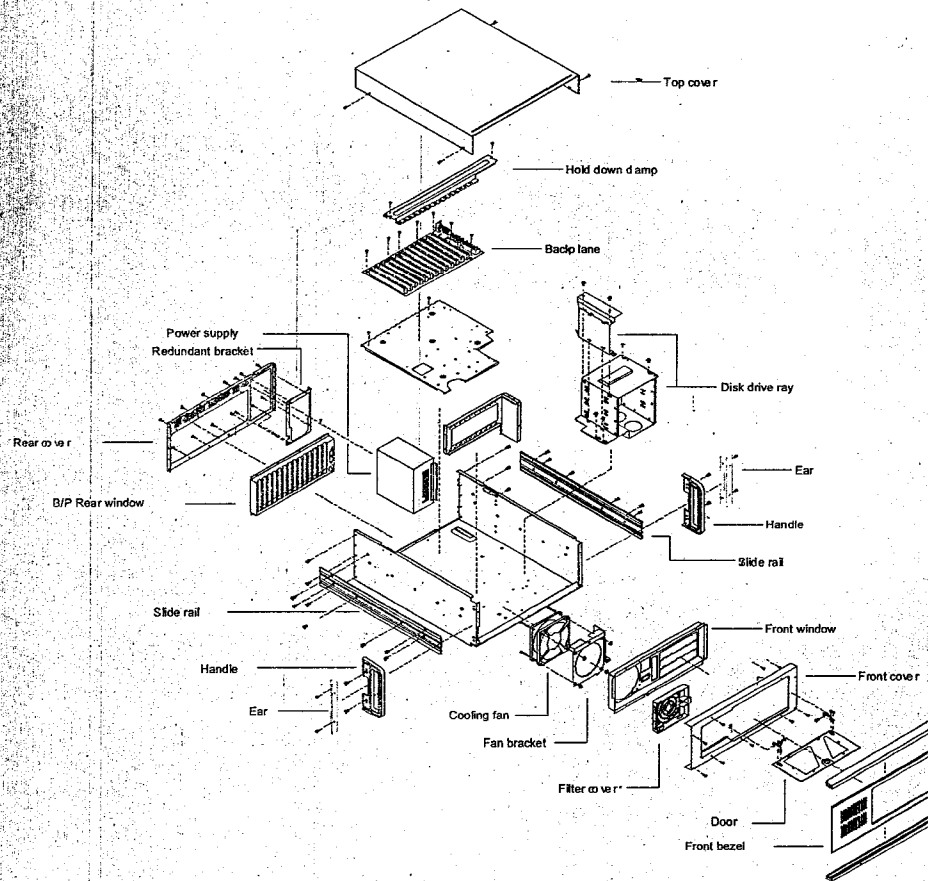 Top cover
Hold down damp
Backp lane
Power supply
Redundant bracket
Disk drive ray
Rear co ve r
Ear
B/P Rear window
Handle
Slide rail
Slide rail
Front window
Handle
Front cover
Ear
Cooling fan
Fan bracket
Filter co ve r
Door
Front bezel